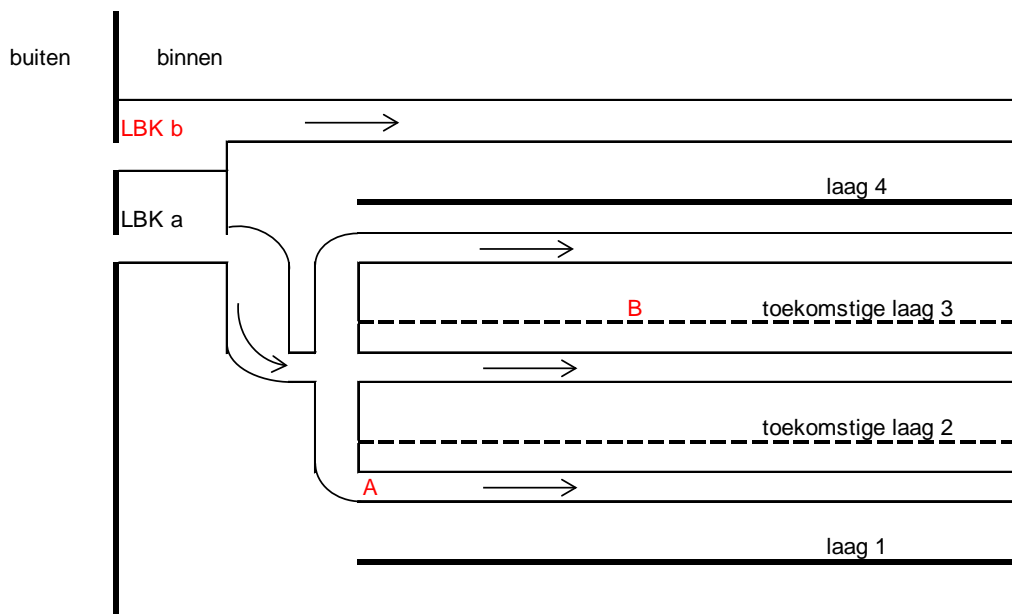 buiten binnen
LBK b
laag 4
LBK a
B toekomstige laag 3
toekomstige laag 2
A
laag 1